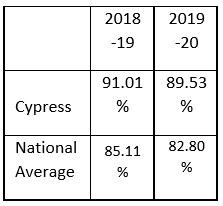 2018 2019
-19 -20
91.01 89.53
Cypress % %
National 85.11 82.80
Average % %